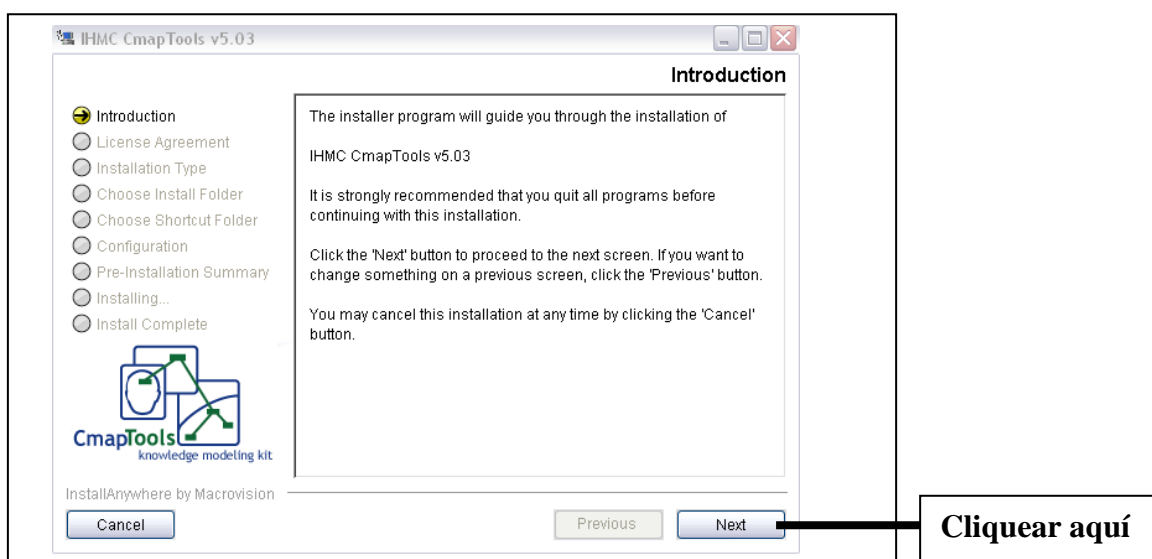 IHMC CmapTools v5.03
Introduction
Introduction
License Agreement
Installation Type
Choose Install Folder
Choose Shortcut Folder
Configuration
Pre-Installation Summary
Installing...
Install Complete
The installer program will guide you through the installation of
IHMC CmapTools v5.03
It is strongly recommended that you quit all programs before
continuing with this installation.
Click the 'Next' button to proceed to the next screen. If you want to
change something on a previous screen, click the 'Previous' button.
You may cancel this installation at any time by clicking the 'Cancel'
button.
CmapTools
knowledge modeling kit
InstallAnywhere by Macrovision
Cancel
Previous
Next
Cliquear aquí